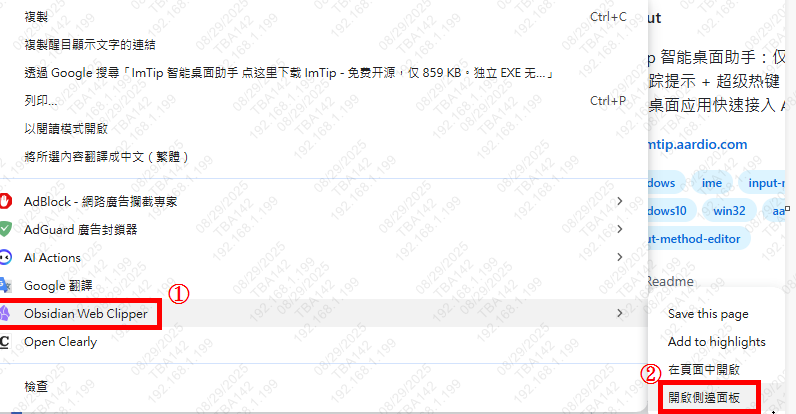 複製 Ctrl+C
複製醒目顯示文字的連結
透過 Google 搜尋「ImTip 智能桌面助手 点这里下载 ImTip - 免费开源，仅 859 KB。独立 EXE 无...」
列印... Ctrl+P
以閱讀模式開啟
將所選內容翻譯成中文（繁體）
AdBlock - 網路廣告攔截專家
AdGuard 廣告封鎖器
AI Actions
Google 翻譯
①
Obsidian Web Clipper
Open Clearly
檢查
ut
Tip 智能桌面助手：仅
踪提示 + 超级热键
桌面应用快速接入 A
mtip.aardio.com
dows ime input-m
dows10 win32 aa
ut-method-editor
Readme
Save this page
Add to highlights
②
在頁面中開啟
開啟側邊面板
08/29/2025
TBA142
192.168.1.199